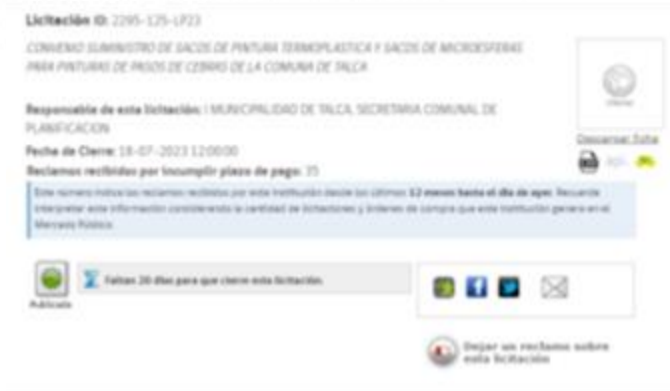 Licitación ID: 2295-125-LP23
CONVENIO SUMINISTRO DE SACOS DE PINTURA TERMOPLASTICA Y SACOS DE MICROESFERAS
PARA PINTURAS DE PASOS DE CEBRAS DE LA COMUNA DE TALCA
Responsable de esta licitación: I MUNICIPALIDAD DE TALCA, SECRETARIA COMUNAL DE
PLANIFICACION
Fecha de Cierre: 18-07-2023 12:00:00
Reclamos recibidos por incumplir plazo de pago: 35
Descargar ficha
Este número indica los reclamos recibidos por esta institución desde los últimos 12 meses hasta el día de ayer. Recuerde
interpretar esta información considerando la cantidad de licitaciones y órdenes de compra que esta institución genera en el
Mercado Público.
Faltan 20 días para que cierre esta licitación.
Publicada
Dejar un reclamo sobre
esta licitación